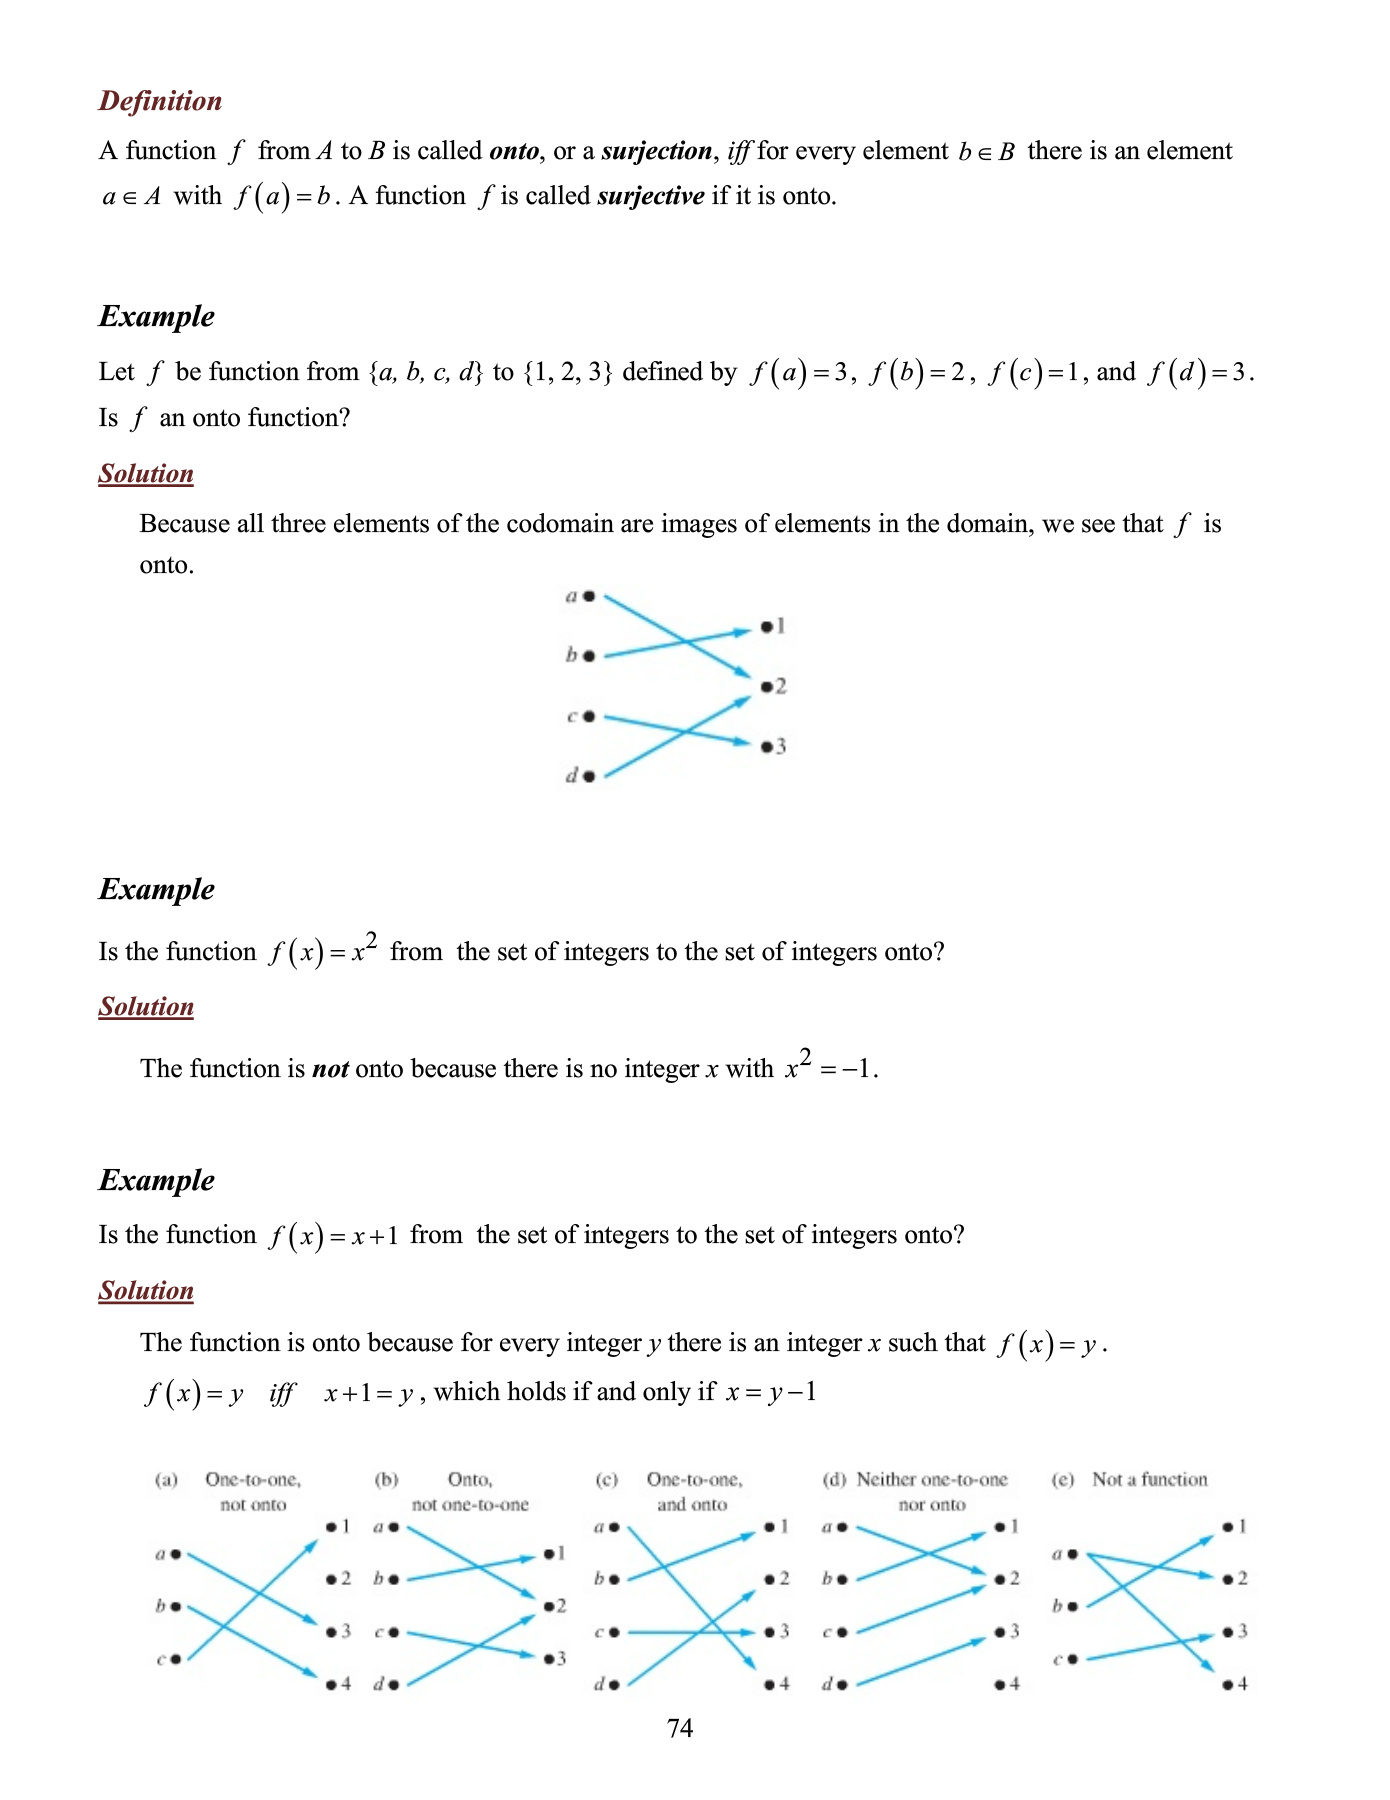 Definition
A function f from A to B is called onto, or a surjection, iff for every element b ∈ B there is an element
a ∈ A with f(a) = b. A function f is called surjective if it is onto.
Example
Let f be function from {a, b, c, d} to {1, 2, 3} defined by f(a) = 3, f(b) = 2, f(c) = 1, and f(d) = 3.
Is f an onto function?
Solution
Because all three elements of the codomain are images of elements in the domain, we see that f is
onto.
a
1
b
2
c
3
d
Example
Is the function f(x) = x² from the set of integers to the set of integers onto?
Solution
The function is not onto because there is no integer x with x² = −1.
Example
Is the function f(x) = x + 1 from the set of integers to the set of integers onto?
Solution
The function is onto because for every integer y there is an integer x such that f(x) = y.
f(x) = y iff x + 1 = y, which holds if and only if x = y − 1
(a) One-to-one,
not onto
1
a
2
b
3
c
4
(b) Onto,
not one-to-one
a
1
b
2
c
3
d
(c) One-to-one,
and onto
a 1
b 2
c 3
d 4
(d) Neither one-to-one
nor onto
a 1
b 2
c 3
d 4
(e) Not a function
1
a
2
b
3
c
4
74